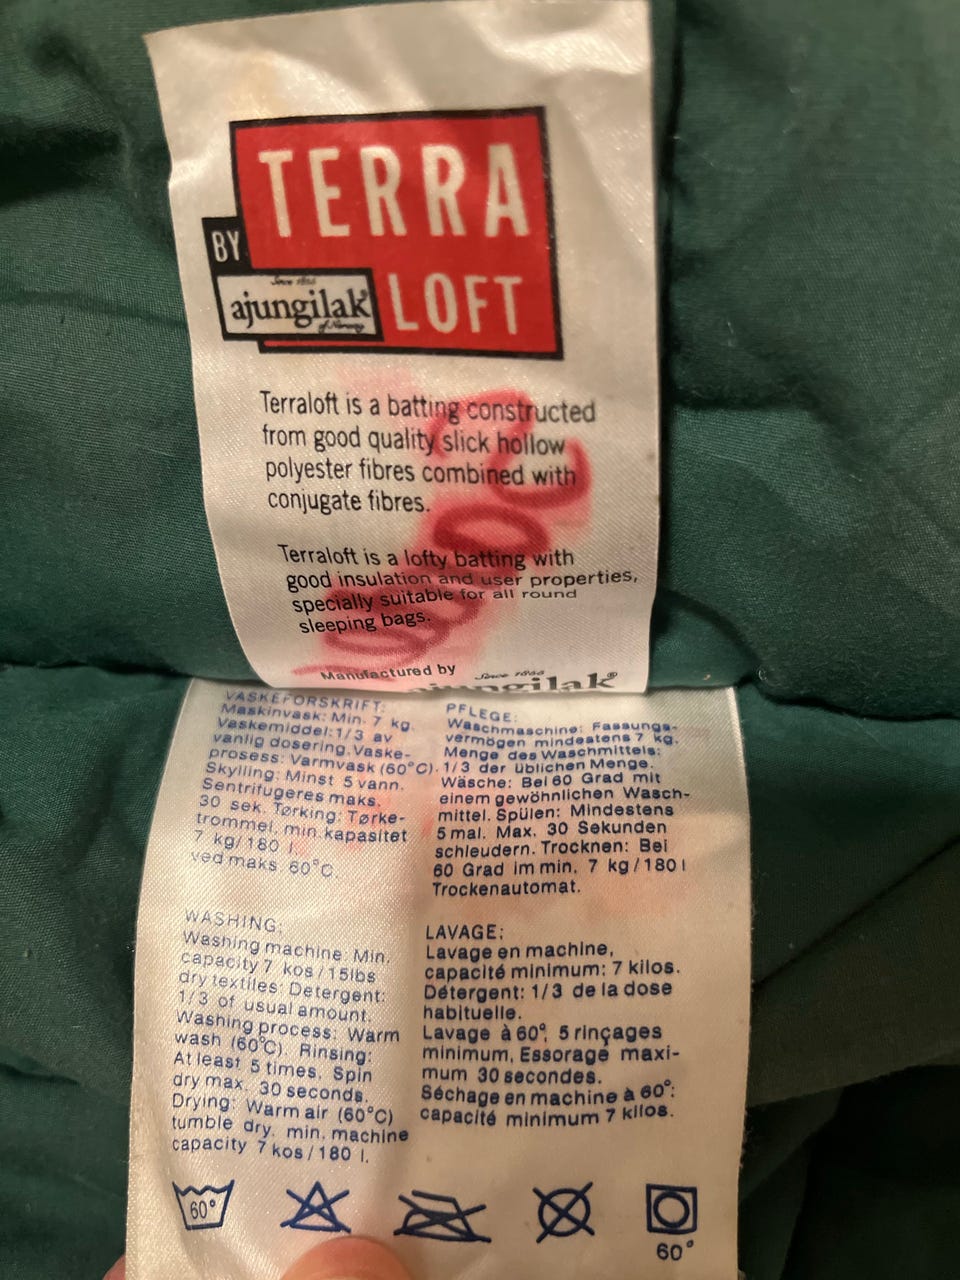 TERRA
BY
Since 1855
ajungilak®
of Norway
LOFT
Terraloft is a batting constructed
from good quality slick hollow
polyester fibres combined with
conjugate fibres.
Terraloft is a lofty batting with
good insulation and user properties,
specially suitable for all round
sleeping bags.
Manufactured by
Since 1855
ajungilak®
VASKEFORSKRIFT:
Maskinvask: Min. 7 kg.
Vaskemiddel: 1/3 av
vanlig dosering. Vaske-
prosess: Varmvask (60°C).
Skylling: Minst 5 vann.
Sentrifugeres maks.
30 sek. Tørking: Tørke-
trommel, min. kapasitet
7 kg/180 l.
ved maks. 60°C.
PFLEGE:
Waschmaschine: Fassungs-
vermögen mindestens 7 kg.
Menge des Waschmittels:
1/3 der üblichen Menge.
Wäsche: Bei 60 Grad mit
einem gewöhnlichen Wasch-
mittel. Spülen: Mindestens
5 mal. Max. 30 Sekunden
schleudern. Trocknen: Bei
60 Grad im min. 7 kg/180 l
Trockenautomat.
WASHING:
Washing machine: Min.
capacity 7 kos/15lbs
dry textiles: Detergent:
1/3 of usual amount.
Washing process: Warm
wash (60°C). Rinsing:
At least 5 times. Spin
dry max. 30 seconds.
Drying: Warm air (60°C)
tumble dry, min. machine
capacity 7 kos/180 l.
LAVAGE:
Lavage en machine,
capacité minimum: 7 kilos.
Détergent: 1/3 de la dose
habituelle.
Lavage à 60°, 5 rinçages
minimum, Essorage maxi-
mum 30 secondes.
Séchage en machine à 60°:
capacité minimum 7 kilos.
60°
60°